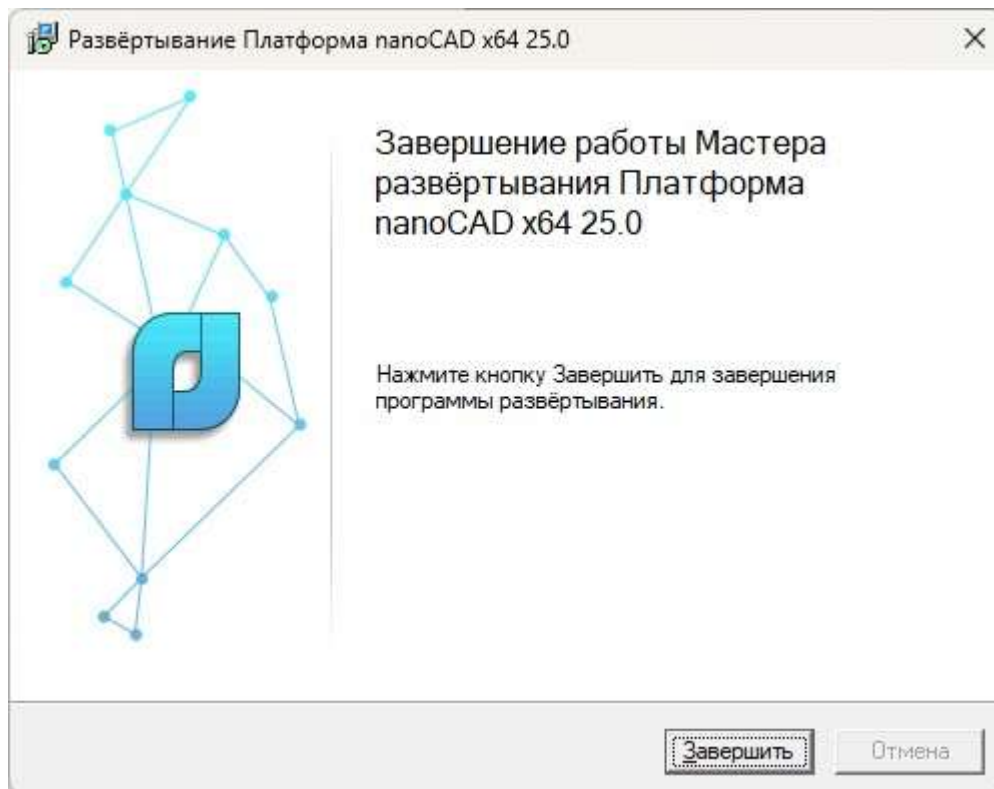 Развёртывание Платформа nanoCAD x64 25.0
Завершение работы Мастера
развёртывания Платформа
nanoCAD x64 25.0
Нажмите кнопку Завершить для завершения
программы развёртывания.
Завершить
Отмена